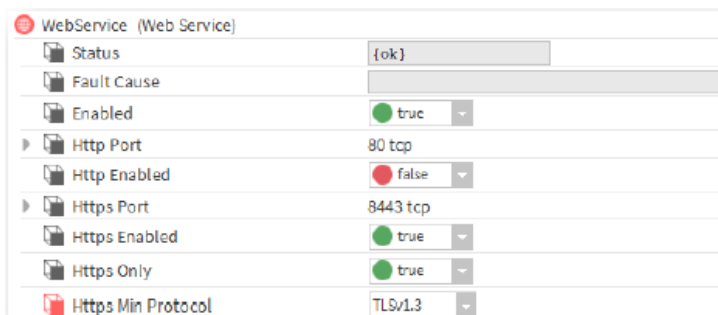 WebService (Web Service)
Status {ok}
Fault Cause
Enabled true
Http Port 80 tcp
Http Enabled false
Https Port 8443 tcp
Https Enabled true
Https Only true
Https Min Protocol TLSv1.3